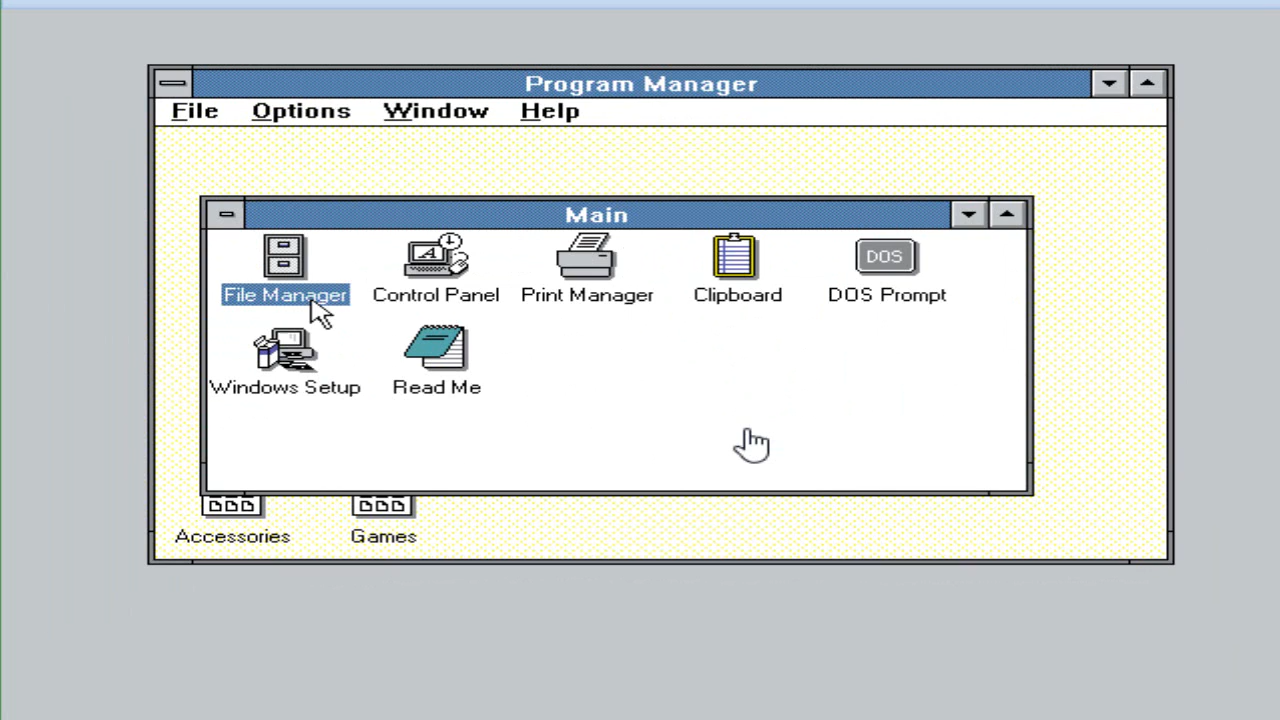 Program Manager
File Options Window Help
Main
File Manager Control Panel Print Manager Clipboard DOS Prompt
DOS
Windows Setup Read Me
Accessories Games